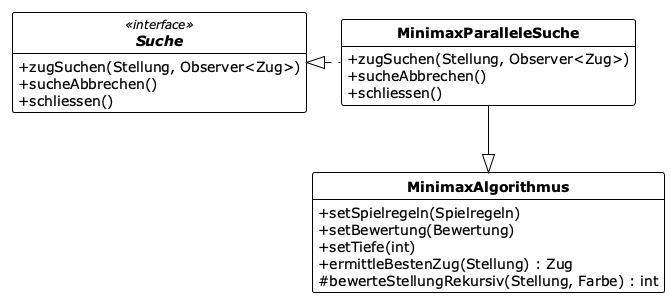 «interface»
Suche
+zugSuchen(Stellung, Observer<Zug>)
+sucheAbbrechen()
+schliessen()
MinimaxParalleleSuche
+zugSuchen(Stellung, Observer<Zug>)
+sucheAbbrechen()
+schliessen()
MinimaxAlgorithmus
+setSpielregeln(Spielregeln)
+setBewertung(Bewertung)
+setTiefe(int)
+ermittleBestenZug(Stellung) : Zug
#bewerteStellungRekursiv(Stellung, Farbe) : int